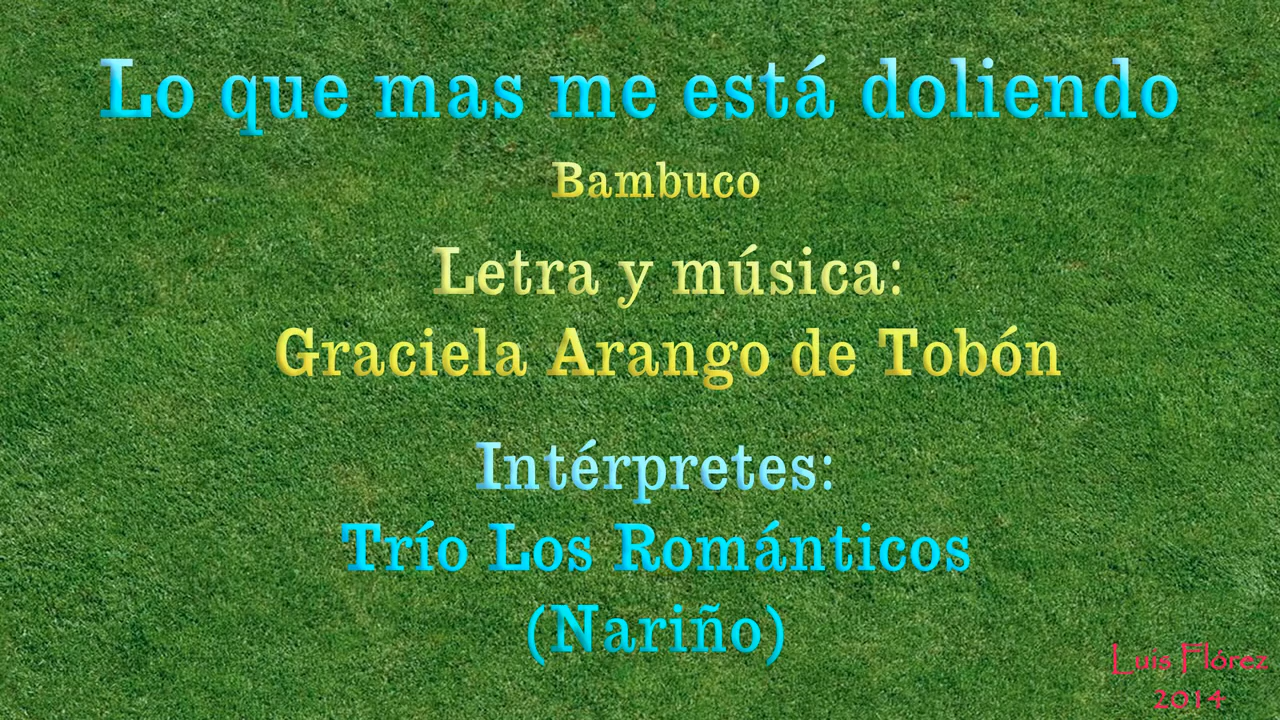 Lo que mas me está doliendo
Bambuco
Letra y música:
Graciela Arango de Tobón
Intérpretes:
Trío Los Románticos
(Nariño)
Luis Flórez
2014